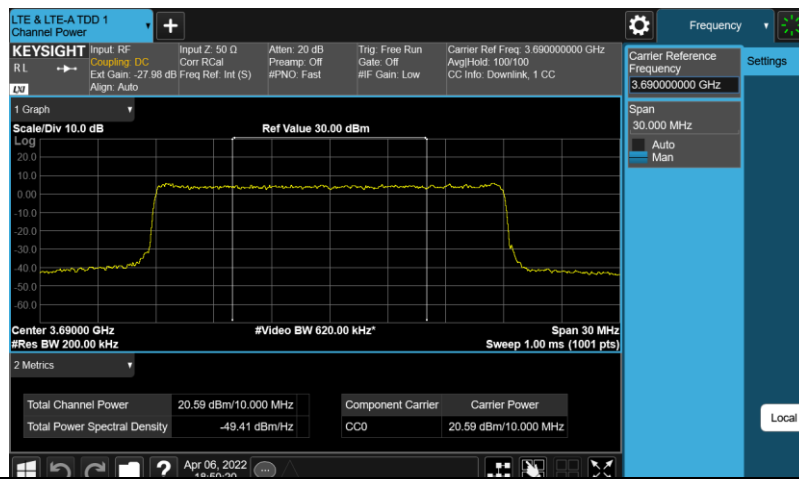 LTE & LTE-A TDD 1
Channel Power
Frequency
KEYSIGHT
RL
LXI
Input: RF
Coupling: DC
Ext Gain: -27.98 dB
Align: Auto
Input Z: 50 Ω
Corr RCal
Freq Ref: Int (S)
Atten: 20 dB
Preamp: Off
#PNO: Fast
Trig: Free Run
Gate: Off
#IF Gain: Low
Carrier Ref Freq: 3.690000000 GHz
Avg|Hold: 100/100
CC Info: Downlink, 1 CC
Carrier Reference
Frequency
3.690000000 GHz
Settings
Span
30.000 MHz
Auto
Man
1 Graph
Scale/Div 10.0 dB
Ref Value 30.00 dBm
Log
20.0
10.0
0.00
-10.0
-20.0
-30.0
-40.0
-50.0
-60.0
Center 3.69000 GHz
#Video BW 620.00 kHz*
Span 30 MHz
#Res BW 200.00 kHz
Sweep 1.00 ms (1001 pts)
2 Metrics
Total Channel Power 20.59 dBm/10.000 MHz
Total Power Spectral Density -49.41 dBm/Hz
Component Carrier Carrier Power
CC0 20.59 dBm/10.000 MHz
Local
?
Apr 06, 2022